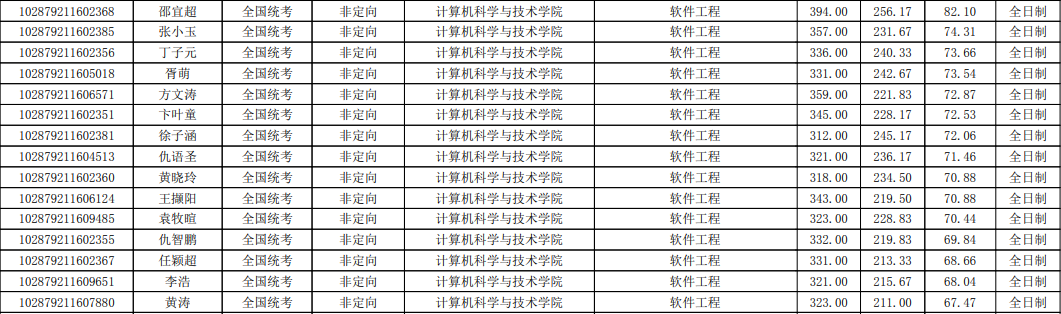 102879211602368 邵宜超 全国统考 非定向 计算机科学与技术学院 软件工程 394.00 256.17 82.10 全日制
102879211602385 张小玉 全国统考 非定向 计算机科学与技术学院 软件工程 357.00 231.67 74.31 全日制
102879211602356 丁子元 全国统考 非定向 计算机科学与技术学院 软件工程 336.00 240.33 73.66 全日制
102879211605018 胥萌 全国统考 非定向 计算机科学与技术学院 软件工程 331.00 242.67 73.54 全日制
102879211606571 方文涛 全国统考 非定向 计算机科学与技术学院 软件工程 359.00 221.83 72.87 全日制
102879211602351 卞叶童 全国统考 非定向 计算机科学与技术学院 软件工程 345.00 228.17 72.53 全日制
102879211602381 徐子涵 全国统考 非定向 计算机科学与技术学院 软件工程 312.00 245.17 72.06 全日制
102879211604513 仇语圣 全国统考 非定向 计算机科学与技术学院 软件工程 321.00 236.17 71.46 全日制
102879211602360 黄晓玲 全国统考 非定向 计算机科学与技术学院 软件工程 318.00 234.50 70.88 全日制
102879211606124 王撷阳 全国统考 非定向 计算机科学与技术学院 软件工程 343.00 219.50 70.88 全日制
102879211609485 袁牧暄 全国统考 非定向 计算机科学与技术学院 软件工程 323.00 228.83 70.44 全日制
102879211602355 仇智鹏 全国统考 非定向 计算机科学与技术学院 软件工程 332.00 219.83 69.84 全日制
102879211602367 任颖超 全国统考 非定向 计算机科学与技术学院 软件工程 331.00 213.33 68.66 全日制
102879211609651 李浩 全国统考 非定向 计算机科学与技术学院 软件工程 321.00 215.67 68.04 全日制
102879211607880 黄涛 全国统考 非定向 计算机科学与技术学院 软件工程 323.00 211.00 67.47 全日制